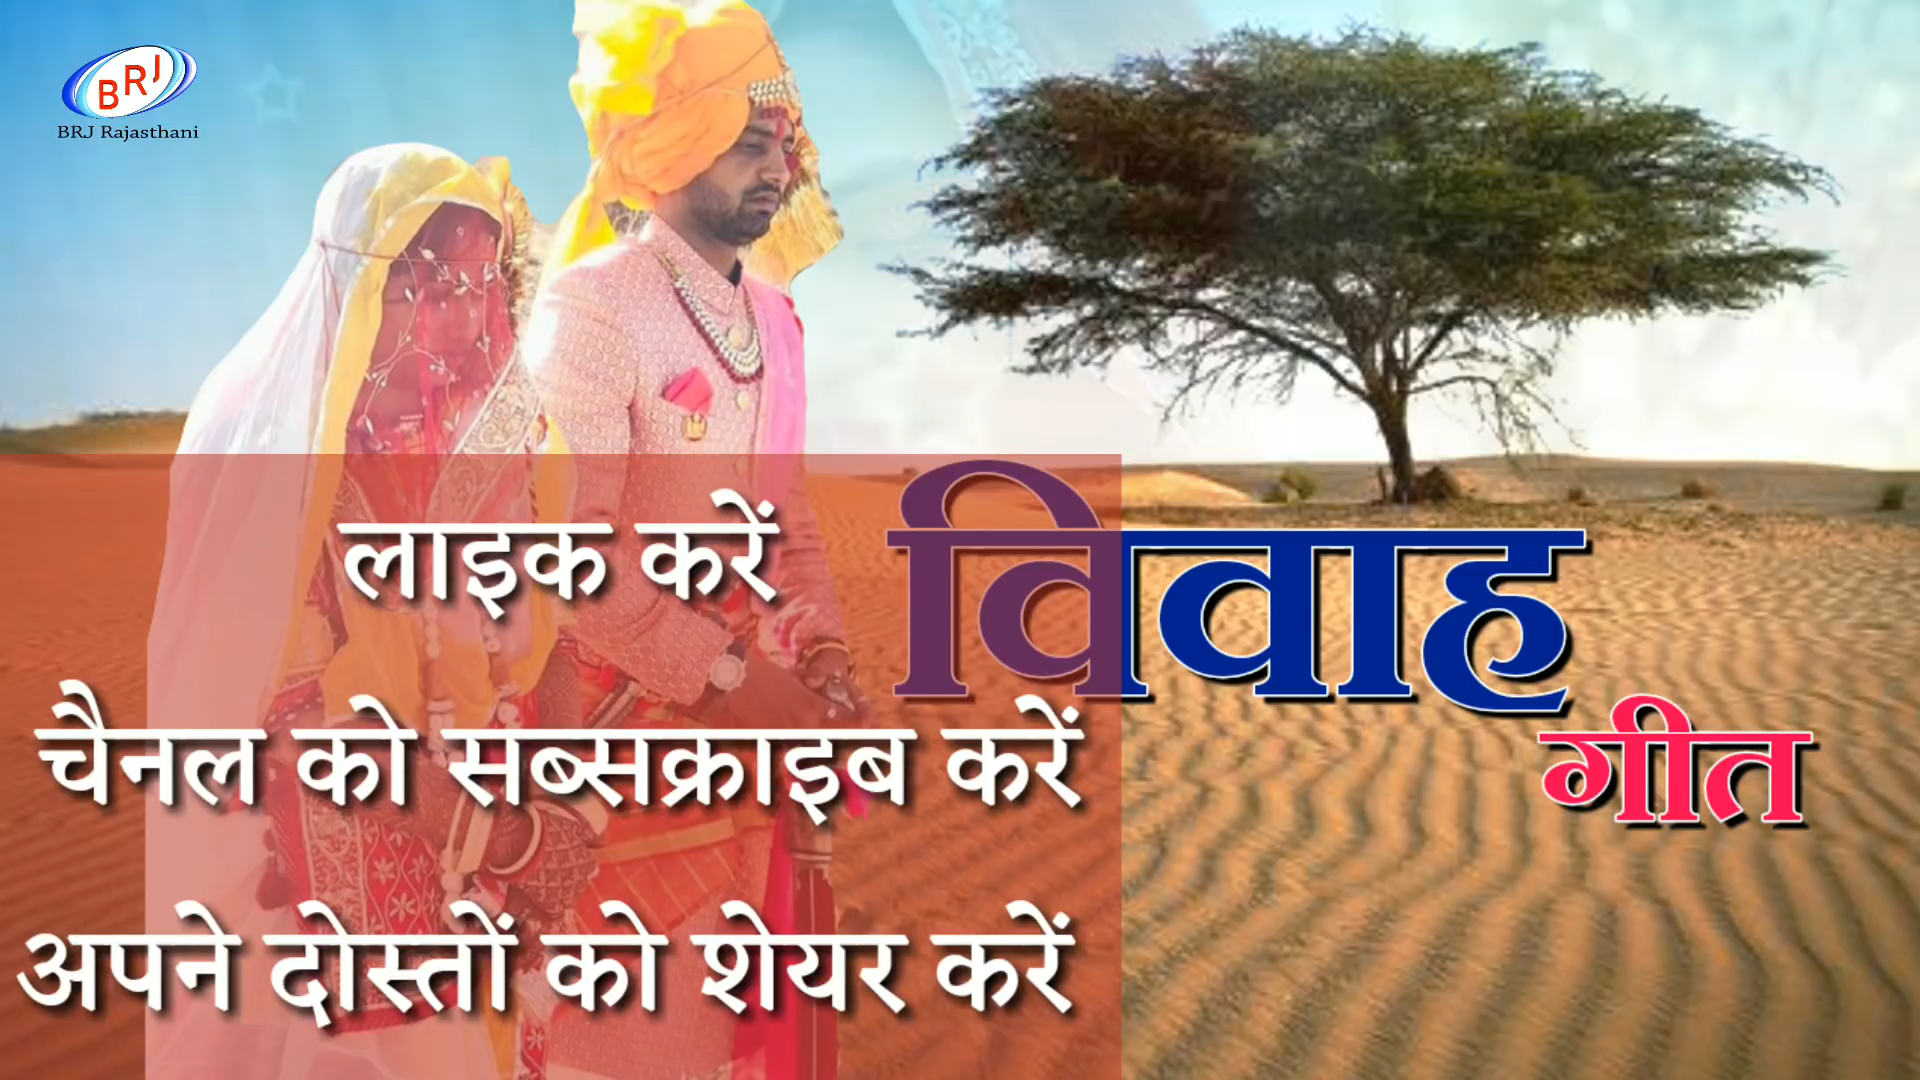 BRJ
BRJ Rajasthani
लाइक करें
विवाह
गीत
चैनल को सब्सक्राइब करें
अपने दोस्तों को शेयर करें